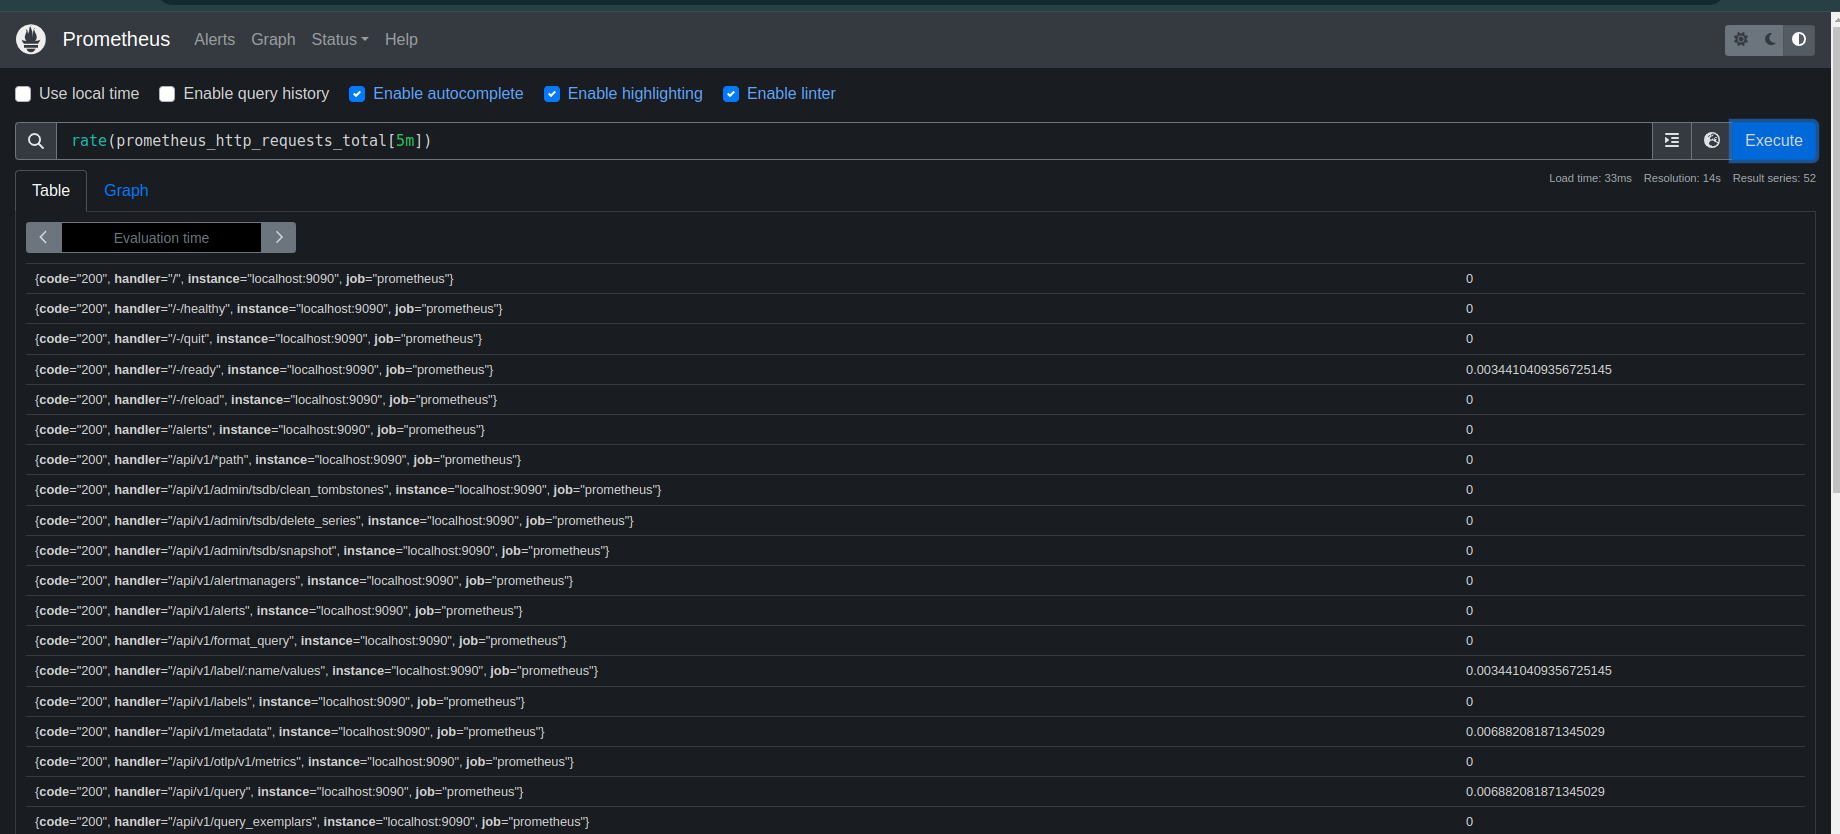 Prometheus Alerts Graph Status Help
Use local time Enable query history Enable autocomplete Enable highlighting Enable linter
rate(prometheus_http_requests_total[5m]) Execute
Table Graph Load time: 33ms Resolution: 14s Result series: 52
Evaluation time
{code="200", handler="/", instance="localhost:9090", job="prometheus"} 0
{code="200", handler="/-/healthy", instance="localhost:9090", job="prometheus"} 0
{code="200", handler="/-/quit", instance="localhost:9090", job="prometheus"} 0
{code="200", handler="/-/ready", instance="localhost:9090", job="prometheus"} 0.0034410409356725145
{code="200", handler="/-/reload", instance="localhost:9090", job="prometheus"} 0
{code="200", handler="/alerts", instance="localhost:9090", job="prometheus"} 0
{code="200", handler="/api/v1/*path", instance="localhost:9090", job="prometheus"} 0
{code="200", handler="/api/v1/admin/tsdb/clean_tombstones", instance="localhost:9090", job="prometheus"} 0
{code="200", handler="/api/v1/admin/tsdb/delete_series", instance="localhost:9090", job="prometheus"} 0
{code="200", handler="/api/v1/admin/tsdb/snapshot", instance="localhost:9090", job="prometheus"} 0
{code="200", handler="/api/v1/alertmanagers", instance="localhost:9090", job="prometheus"} 0
{code="200", handler="/api/v1/alerts", instance="localhost:9090", job="prometheus"} 0
{code="200", handler="/api/v1/format_query", instance="localhost:9090", job="prometheus"} 0
{code="200", handler="/api/v1/label/:name/values", instance="localhost:9090", job="prometheus"} 0.0034410409356725145
{code="200", handler="/api/v1/labels", instance="localhost:9090", job="prometheus"} 0
{code="200", handler="/api/v1/metadata", instance="localhost:9090", job="prometheus"} 0.006882081871345029
{code="200", handler="/api/v1/otlp/v1/metrics", instance="localhost:9090", job="prometheus"} 0
{code="200", handler="/api/v1/query", instance="localhost:9090", job="prometheus"} 0.006882081871345029
{code="200", handler="/api/v1/query_exemplars", instance="localhost:9090", job="prometheus"} 0